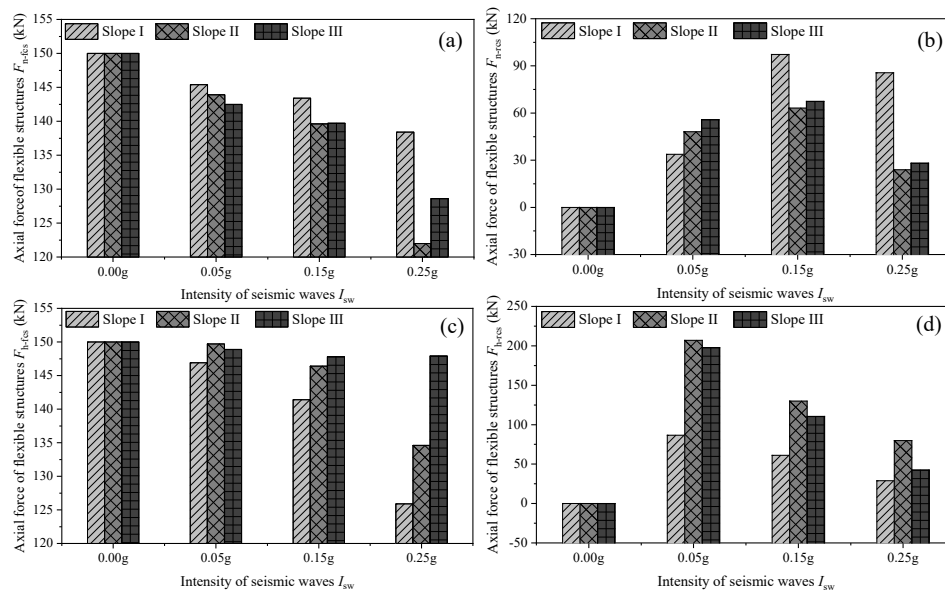 Axial forceof flexible structures Fn-fcs (kN)
Slope I Slope II Slope III
(a)
155
150
145
140
135
130
125
120
0.00g 0.05g 0.15g 0.25g
Intensity of seismic waves Isw
Axial force of flexible structures Fn-rcs (kN)
Slope I Slope II Slope III
(b)
120
90
60
30
0
-30
0.00g 0.05g 0.15g 0.25g
Intensity of seismic waves Isw
Axial force of flexible structures Fh-fcs (kN)
Slope I Slope II Slope III
(c)
155
150
145
140
135
130
125
120
0.00g 0.05g 0.15g 0.25g
Intensity of seismic waves Isw
Axial force of flexible structures Fh-rcs (kN)
Slope I Slope II Slope III
(d)
250
200
150
100
50
0
-50
0.00g 0.05g 0.15g 0.25g
Intensity of seismic waves Isw